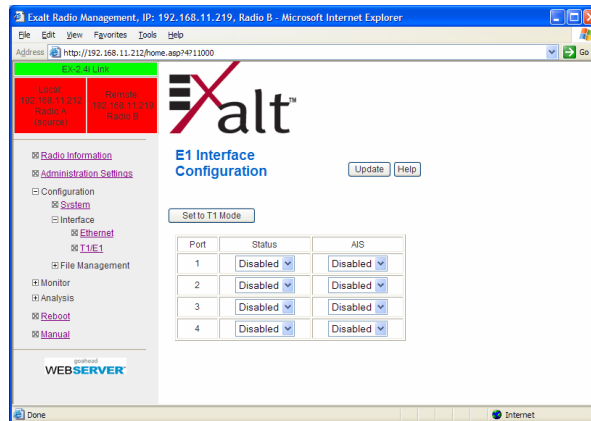 Exalt Radio Management, IP: 192.168.11.219, Radio B - Microsoft Internet Explorer
File Edit View Favorites Tools Help
Address http://192.168.11.212/home.asp?4?11000 Go
EX-2.4i Link
Local
192.168.11.212
Radio A
(source)
Remote
192.168.11.219
Radio B
Exalt™
Radio Information
Administration Settings
Configuration
System
Interface
Ethernet
T1/E1
File Management
Monitor
Analysis
Reboot
Manual
goahead
WEBSERVER
E1 Interface
Configuration
Update Help
Set to T1 Mode
Port Status AIS
1 Disabled Disabled
2 Disabled Disabled
3 Disabled Disabled
4 Disabled Disabled
Done Internet